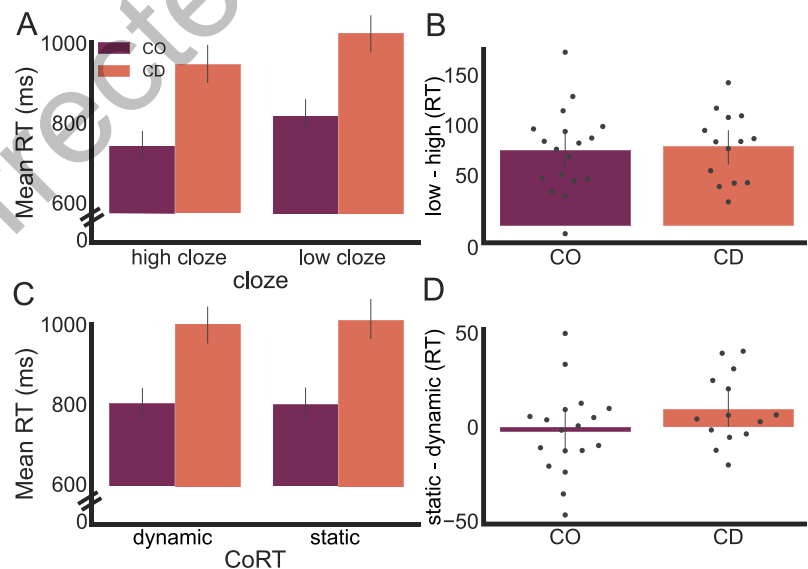 A
Mean RT (ms)
1000
800
600
0
CO
CD
high cloze
low cloze
cloze
B
low - high (RT)
150
100
50
0
CO
CD
C
Mean RT (ms)
1000
800
600
0
dynamic
static
CoRT
D
static - dynamic (RT)
50
0
−50
CO
CD